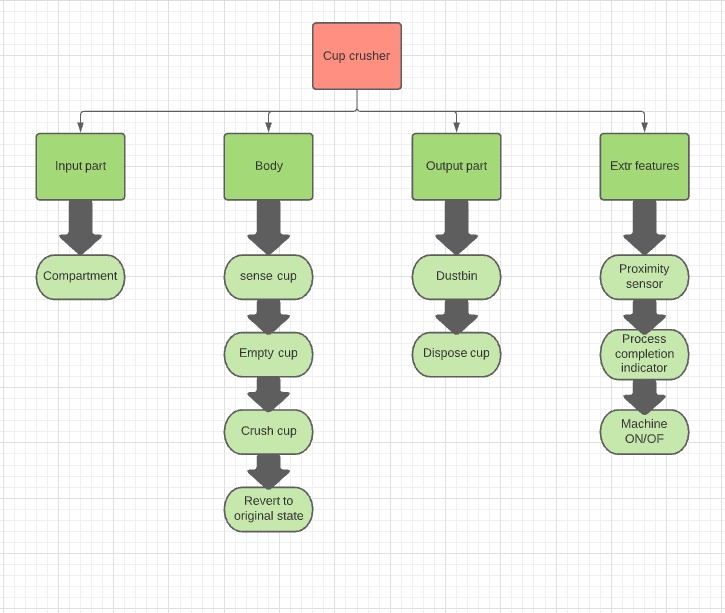 Cup crusher
Input part
Body
Output part
Extr features
Compartment
sense cup
Dustbin
Proximity
sensor
Empty cup
Dispose cup
Process
completion
indicator
Crush cup
Machine
ON/OF
Revert to
original state